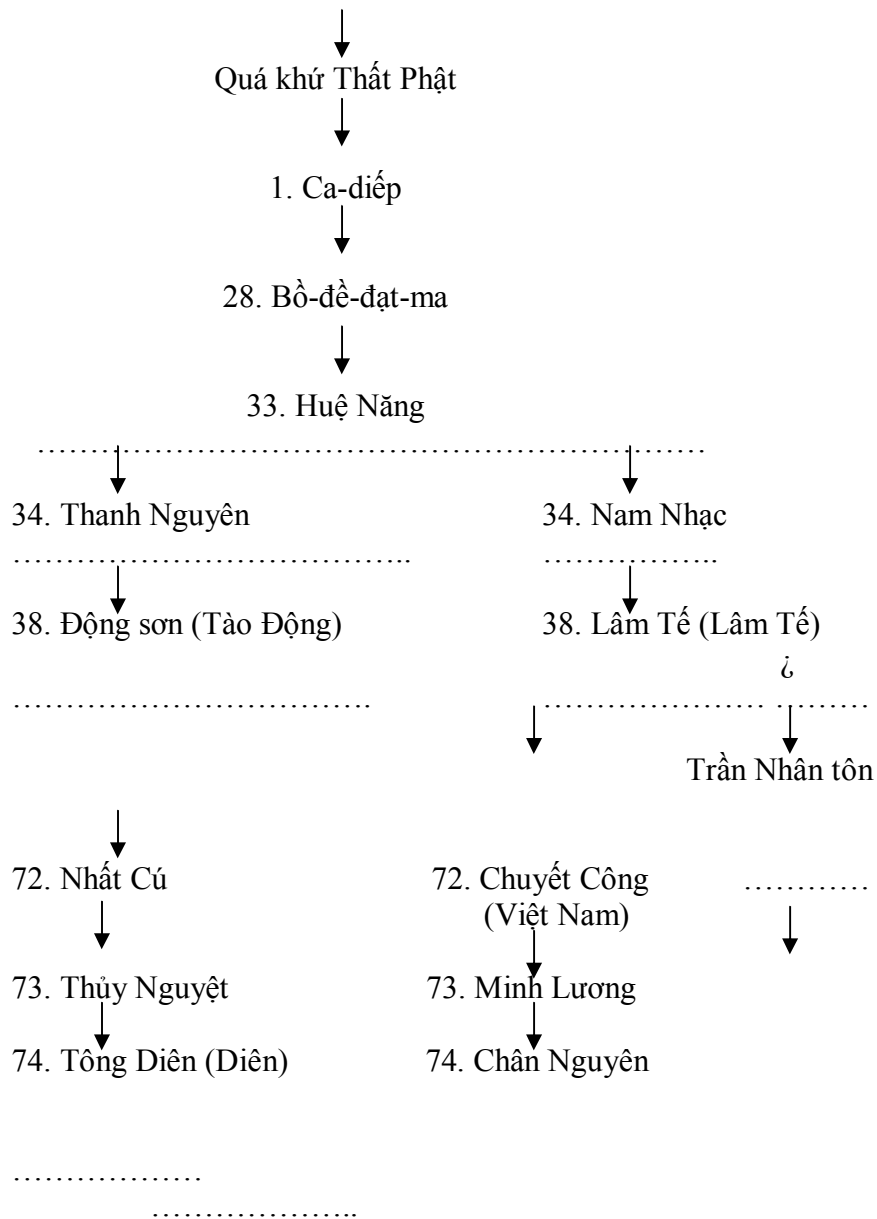 Quá khứ Thất Phật
1. Ca-diếp
28. Bồ-đề-đạt-ma
33. Huệ Năng
…………………………………………………………
34. Thanh Nguyên 34. Nam Nhạc
……………………………….. ……………..
38. Động sơn (Tào Động) 38. Lâm Tế (Lâm Tế)
¿
……………………………. ………………… ………
Trần Nhân tôn
72. Nhất Cú 72. Chuyết Công …………
(Việt Nam)
73. Thủy Nguyệt 73. Minh Lương
74. Tông Diên (Diên) 74. Chân Nguyên
………………
………………..